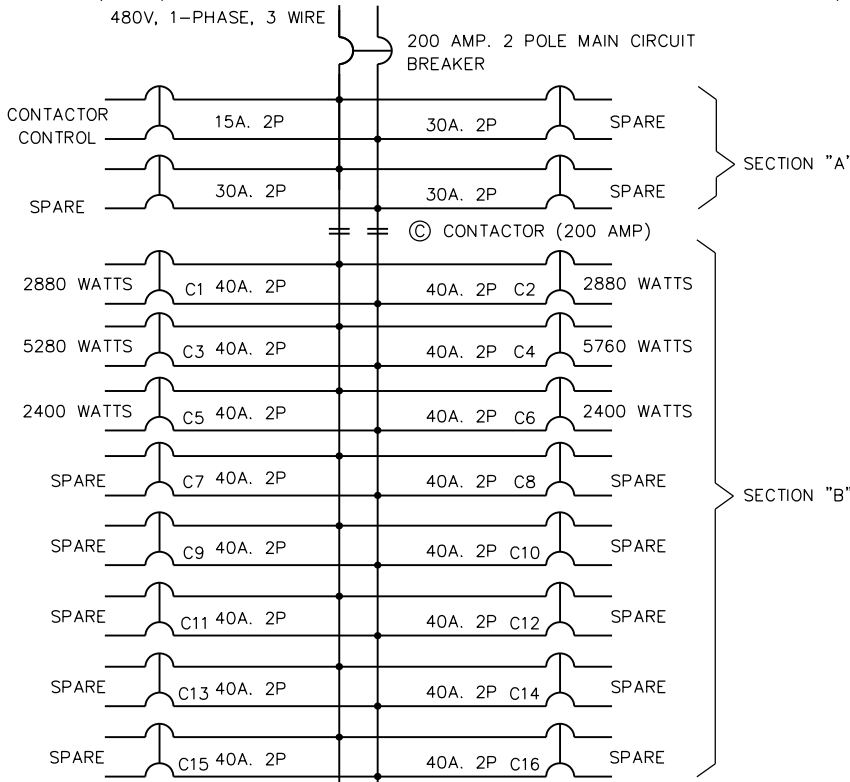 480V, 1-PHASE, 3 WIRE
200 AMP. 2 POLE MAIN CIRCUIT
BREAKER
CONTACTOR
CONTROL
15A. 2P
30A. 2P
SPARE
SECTION "A"
SPARE
30A. 2P
30A. 2P
SPARE
Ⓒ CONTACTOR (200 AMP)
2880 WATTS
C1 40A. 2P
40A. 2P C2
2880 WATTS
5280 WATTS
C3 40A. 2P
40A. 2P C4
5760 WATTS
2400 WATTS
C5 40A. 2P
40A. 2P C6
2400 WATTS
SPARE
C7 40A. 2P
40A. 2P C8
SPARE
SECTION "B"
SPARE
C9 40A. 2P
40A. 2P C10
SPARE
SPARE
C11 40A. 2P
40A. 2P C12
SPARE
SPARE
C13 40A. 2P
40A. 2P C14
SPARE
SPARE
C15 40A. 2P
40A. 2P C16
SPARE